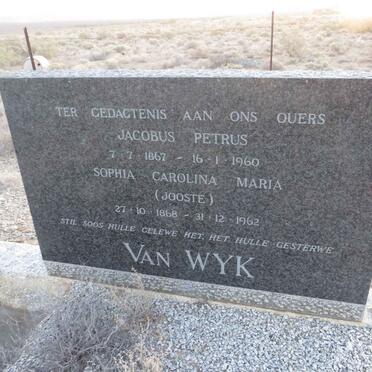 TER GEDAGTENIS AAN ONS OUERS
JACOBUS PETRUS
7·7·1867 – 16·1·1960
SOPHIA CAROLINA MARIA
(JOOSTE)
27·10·1868 – 31·12·1962
STIL SOOS HULLE GELEWE HET, HET HULLE GESTERWE
VAN WYK